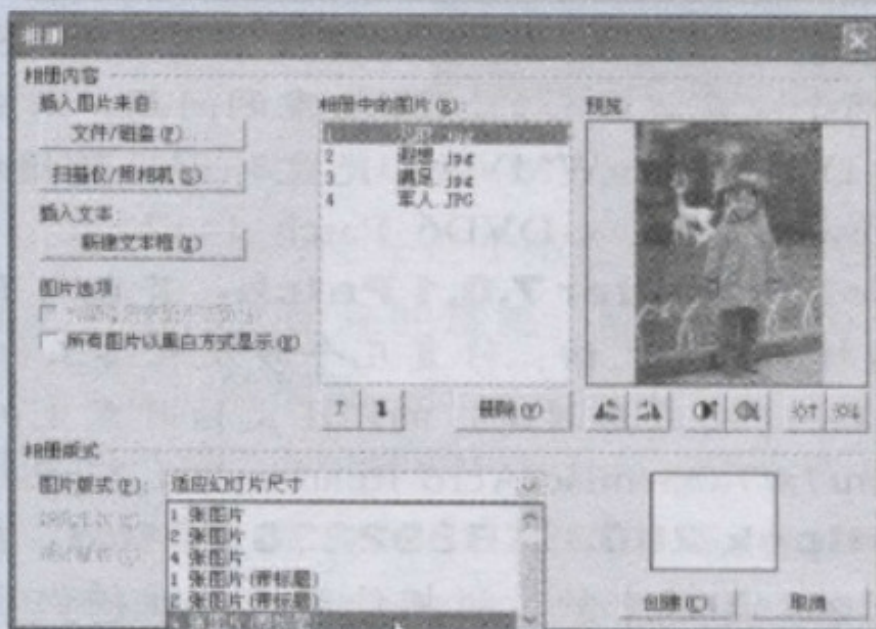 相册
相册内容
插入图片来自:
文件/磁盘(F)...
扫描仪/照相机(S)...
插入文本:
新建文本框(X)
图片选项:
所有图片以黑白方式显示(K)
相册中的图片(R):
1
2 遐想.jpg
3 满足.jpg
4 军人.JPG
删除(V)
预览:
相册版式
图片版式(P):
适应幻灯片尺寸
1 张图片
2 张图片
4 张图片
1 张图片(带标题)
2 张图片(带标题)
创建(C)
取消